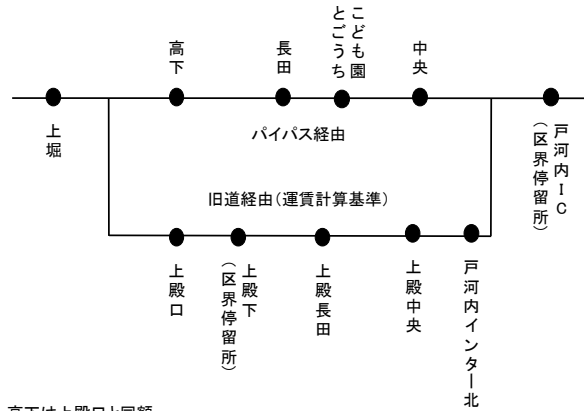 高下
長田
こども園
とごうち
中央
上堀
パイパス経由
戸河内IC
(区界停留所)
旧道経由(運賃計算基準)
上殿口
上殿下
(区界停留所)
上殿長田
上殿中央
戸河内インター北
高下は上殿口と同額